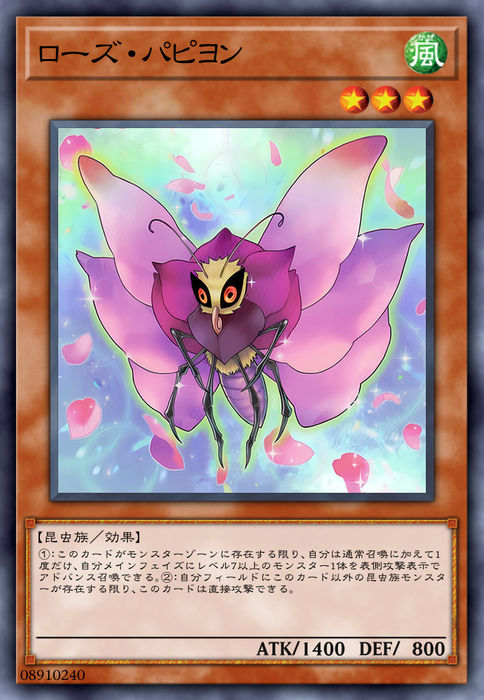 ローズ・パピヨン
かぜ
風
【昆虫族／効果】
①：このカードがモンスターゾーンに存在する限り、自分は通常召喚に加えて1
度だけ、自分メインフェイズにレベル7以上のモンスター1体を表側攻撃表示で
アドバンス召喚できる。②：自分フィールドにこのカード以外の昆虫族モンスタ
ーが存在する限り、このカードは直接攻撃できる。
ATK/1400 DEF/ 800
08910240